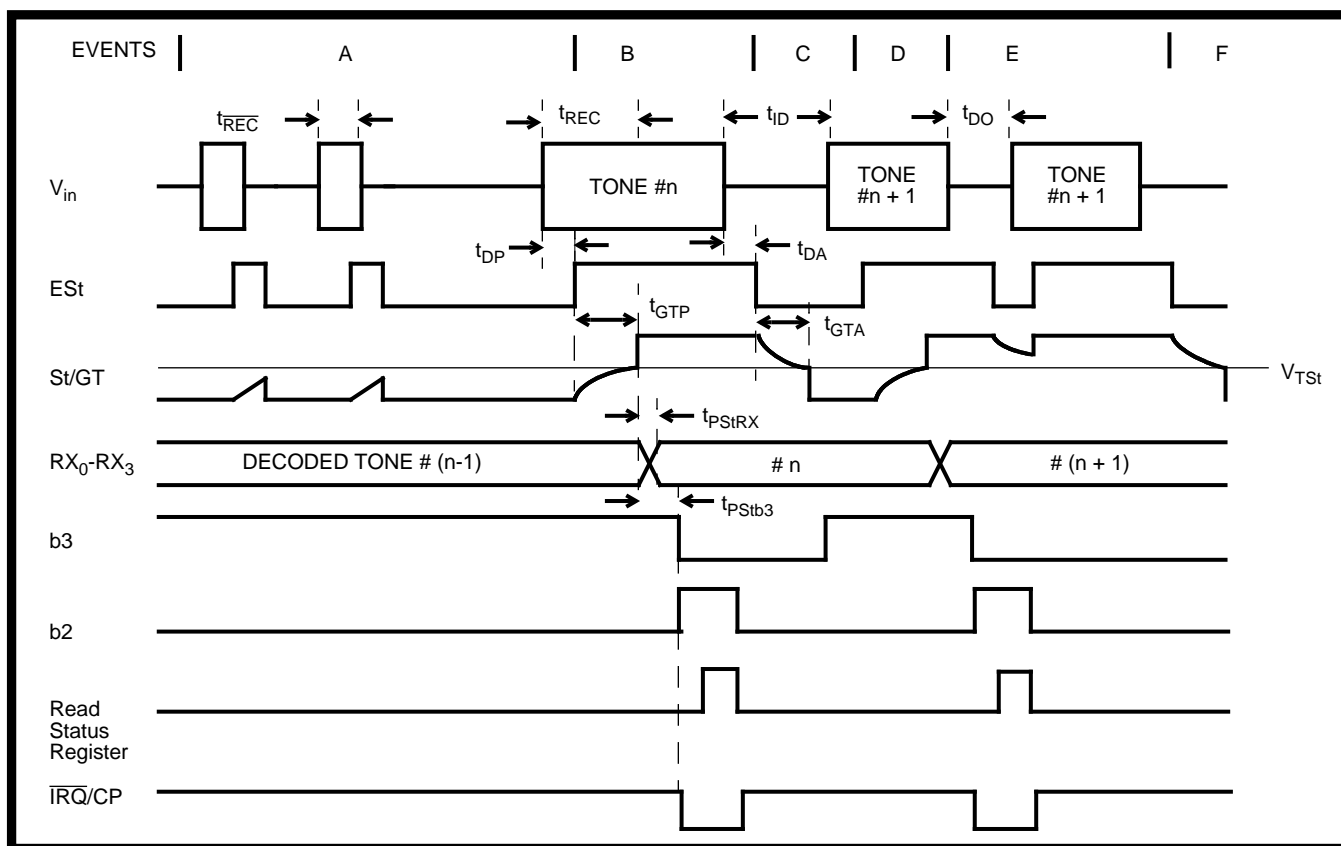 EVENTS A B C D E F
tREC tREC tID tDO
Vin TONE #n TONE #n + 1 TONE #n + 1
tDP tDA
ESt
tGTP tGTA
St/GT VTSt
tPStRX
RX0-RX3 DECODED TONE # (n-1) # n # (n + 1)
tPStb3
b3
b2
Read
Status
Register
IRQ/CP